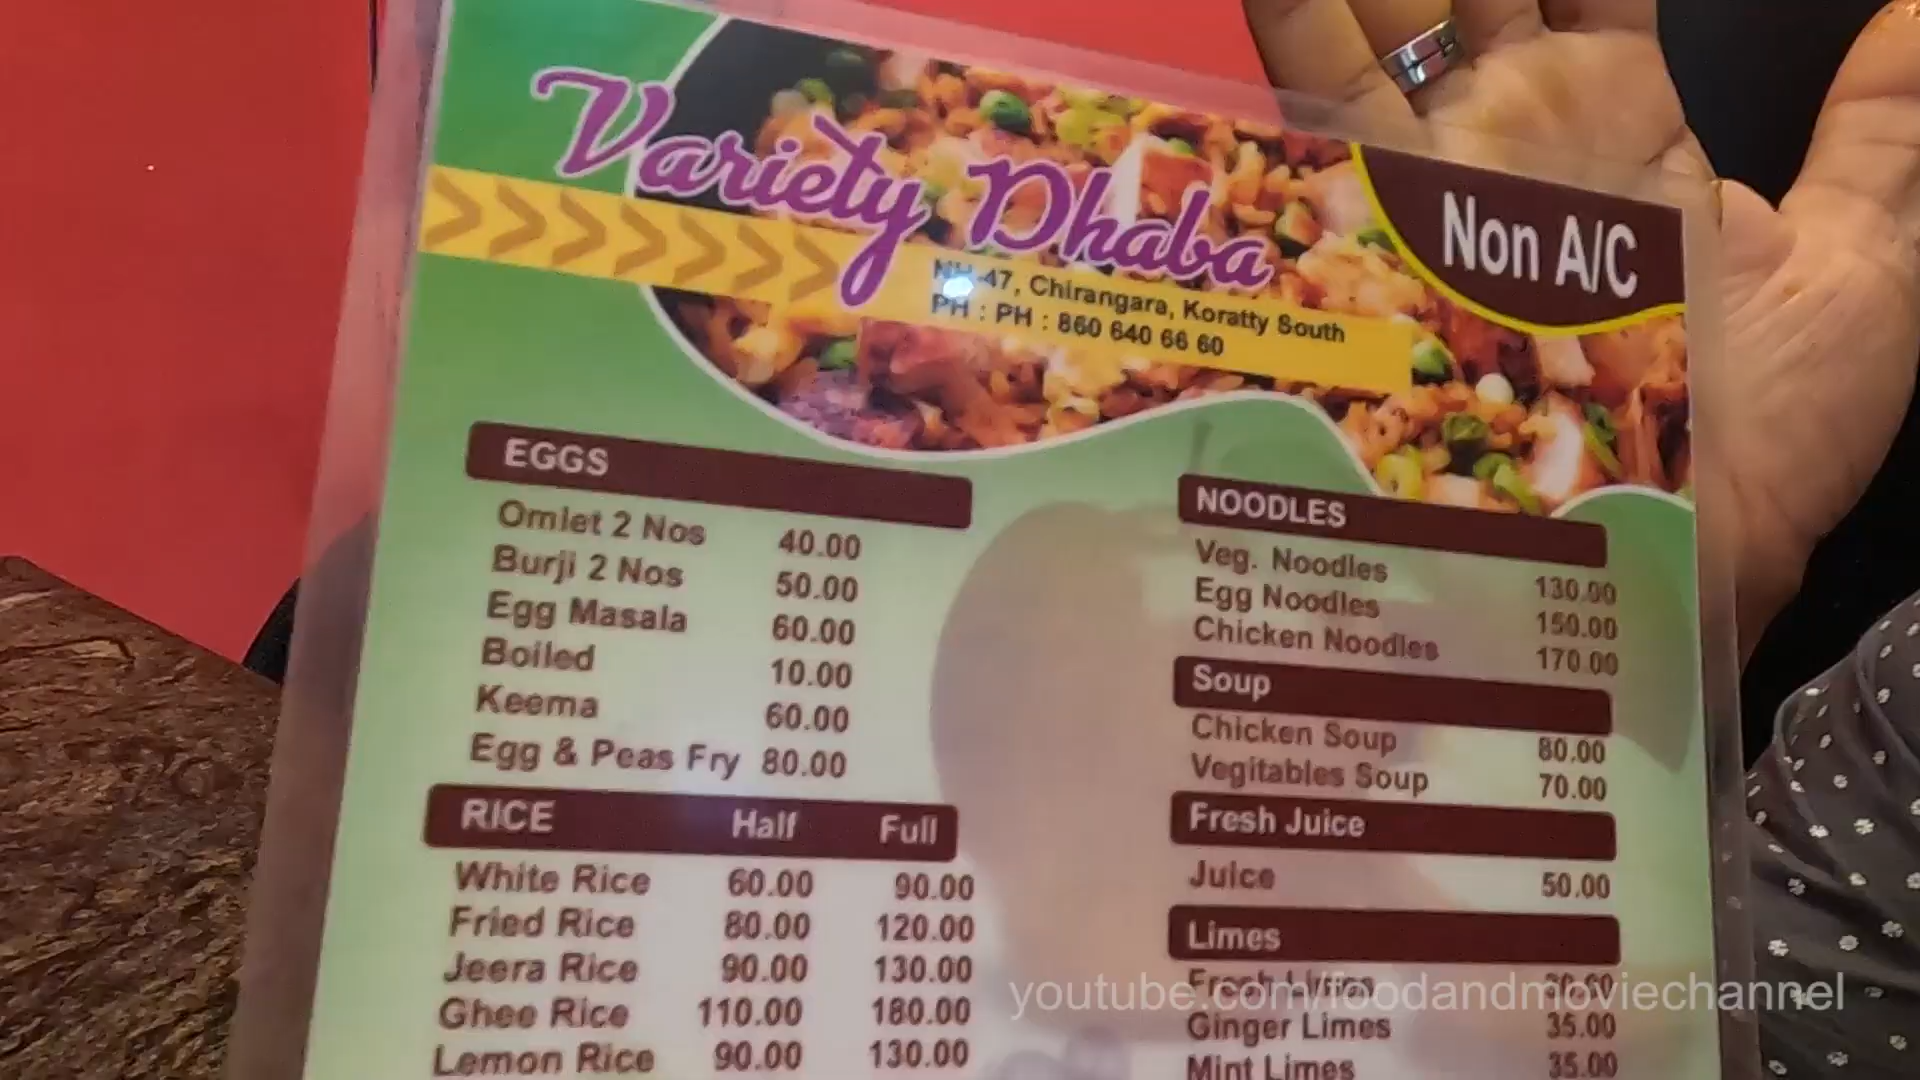 Variety Dhaba
Non A/C
NH-47, Chirangara, Koratty South
PH : PH : 860 640 66 60
EGGS
Omlet 2 Nos 40.00
Burji 2 Nos 50.00
Egg Masala 60.00
Boiled 10.00
Keema 60.00
Egg & Peas Fry 80.00
RICE Half Full
White Rice 60.00 90.00
Fried Rice 80.00 120.00
Jeera Rice 90.00 130.00
Ghee Rice 110.00 180.00
Lemon Rice 90.00 130.00
NOODLES
Veg. Noodles 130.00
Egg Noodles 150.00
Chicken Noodles 170.00
Soup
Chicken Soup 80.00
Vegitables Soup 70.00
Fresh Juice
Juice 50.00
Limes
Fresh Limes
Ginger Limes 35.00
Mint Limes 35.00
youtube.com/foodandmoviechannel